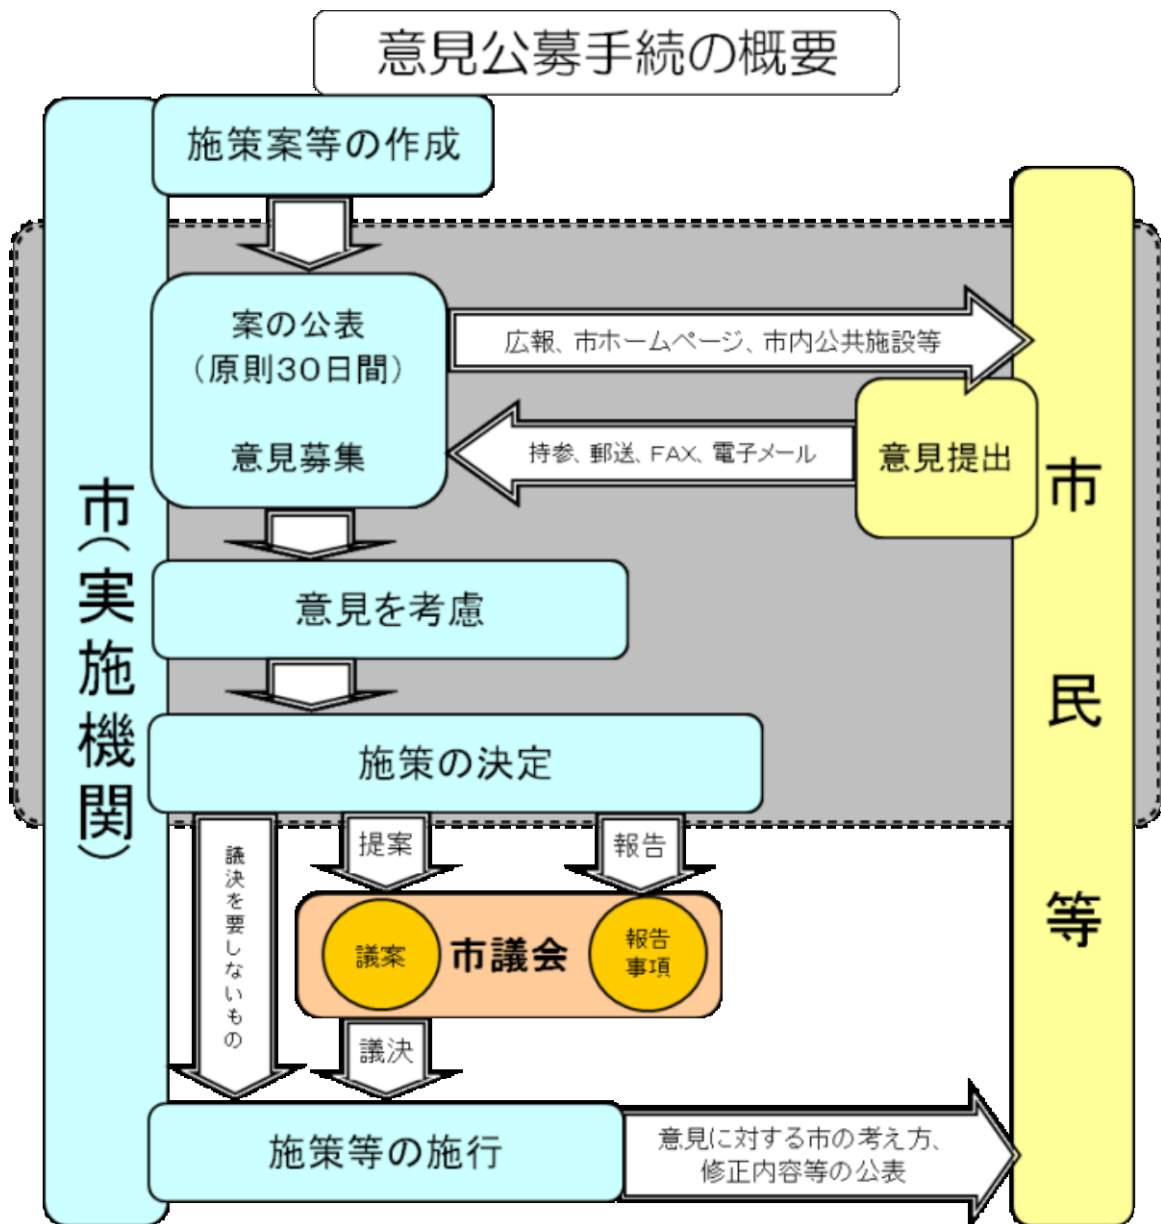 意見公募手続の概要
施策案等の作成
案の公表
（原則30日間）
意見募集
広報、市ホームページ、市内公共施設等
持参、郵送、FAX、電子メール
意見提出
意見を考慮
施策の決定
議決を要しないもの
提案
報告
議案
市議会
報告
事項
議決
施策等の施行
意見に対する市の考え方、
修正内容等の公表
市（実施機関）
市民等